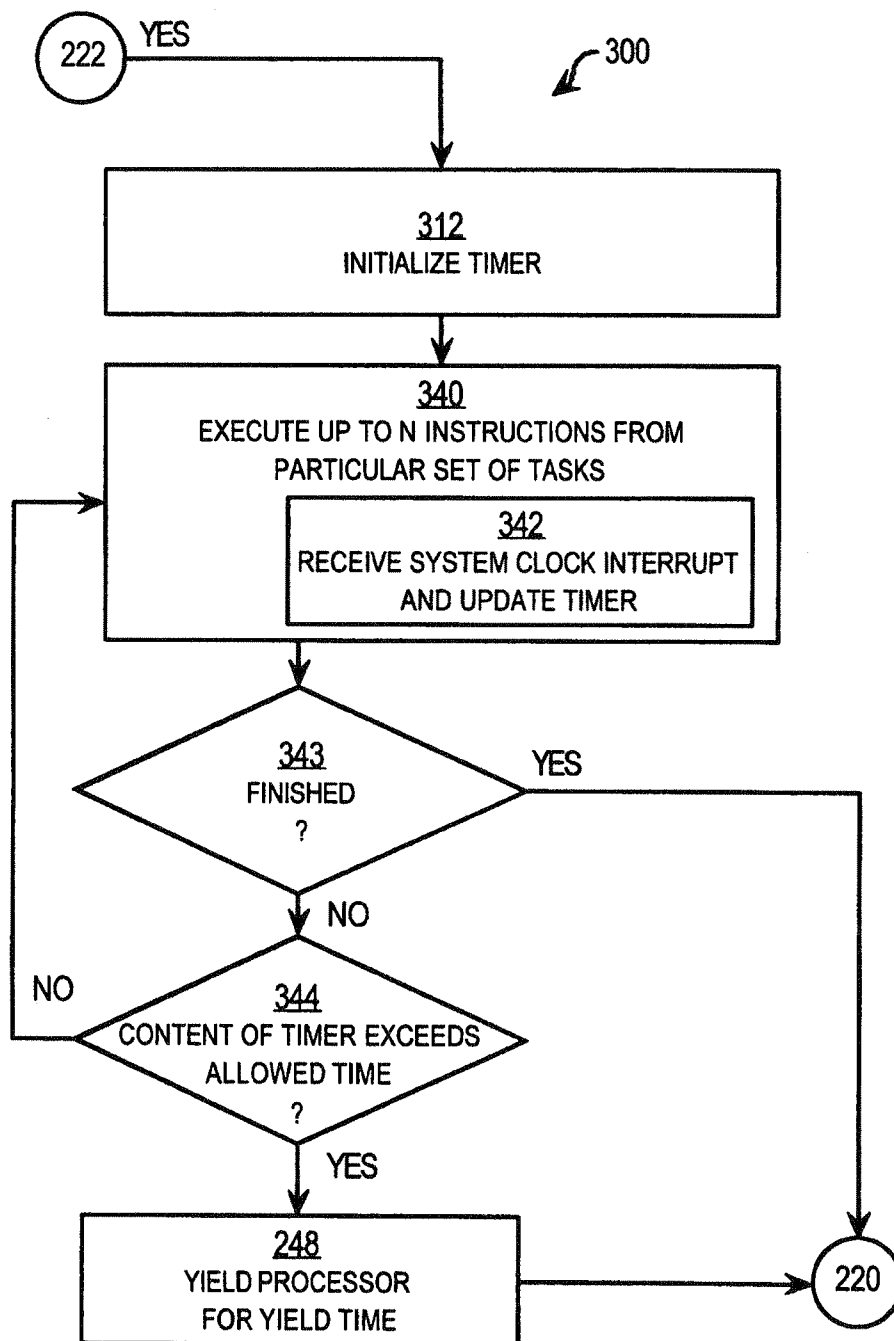 222
YES
300
312
INITIALIZE TIMER
340
EXECUTE UP TO N INSTRUCTIONS FROM
PARTICULAR SET OF TASKS
342
RECEIVE SYSTEM CLOCK INTERRUPT
AND UPDATE TIMER
343
FINISHED
?
YES
NO
NO
344
CONTENT OF TIMER EXCEEDS
ALLOWED TIME
?
YES
248
YIELD PROCESSOR
FOR YIELD TIME
220